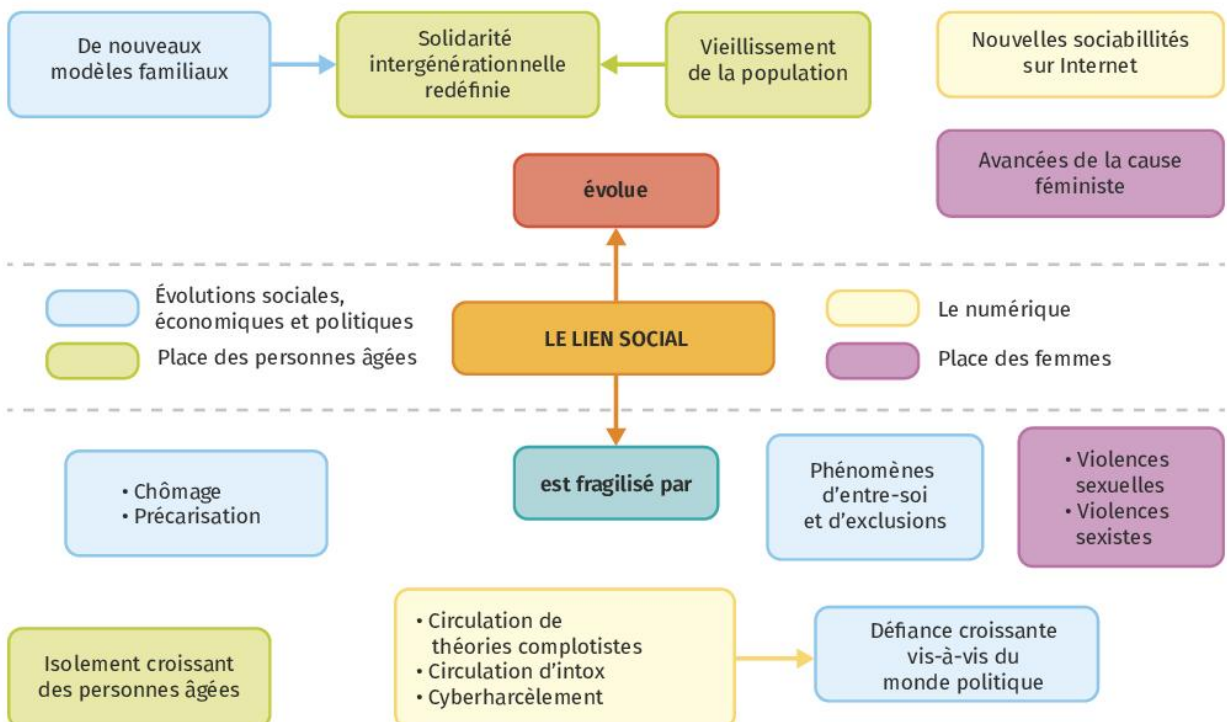 De nouveaux
modèles familiaux
Solidarité
intergénérationnelle
redéfinie
Vieillissement
de la population
Nouvelles sociabillités
sur Internet
Avancées de la cause
féministe
évolue
Évolutions sociales,
économiques et politiques
Place des personnes âgées
LE LIEN SOCIAL
Le numérique
Place des femmes
• Chômage
• Précarisation
est fragilisé par
Phénomènes
d'entre-soi
et d'exclusions
• Violences
sexuelles
• Violences
sexistes
Isolement croissant
des personnes âgées
• Circulation de
théories complotistes
• Circulation d'intox
• Cyberharcèlement
Défiance croissante
vis-à-vis du
monde politique